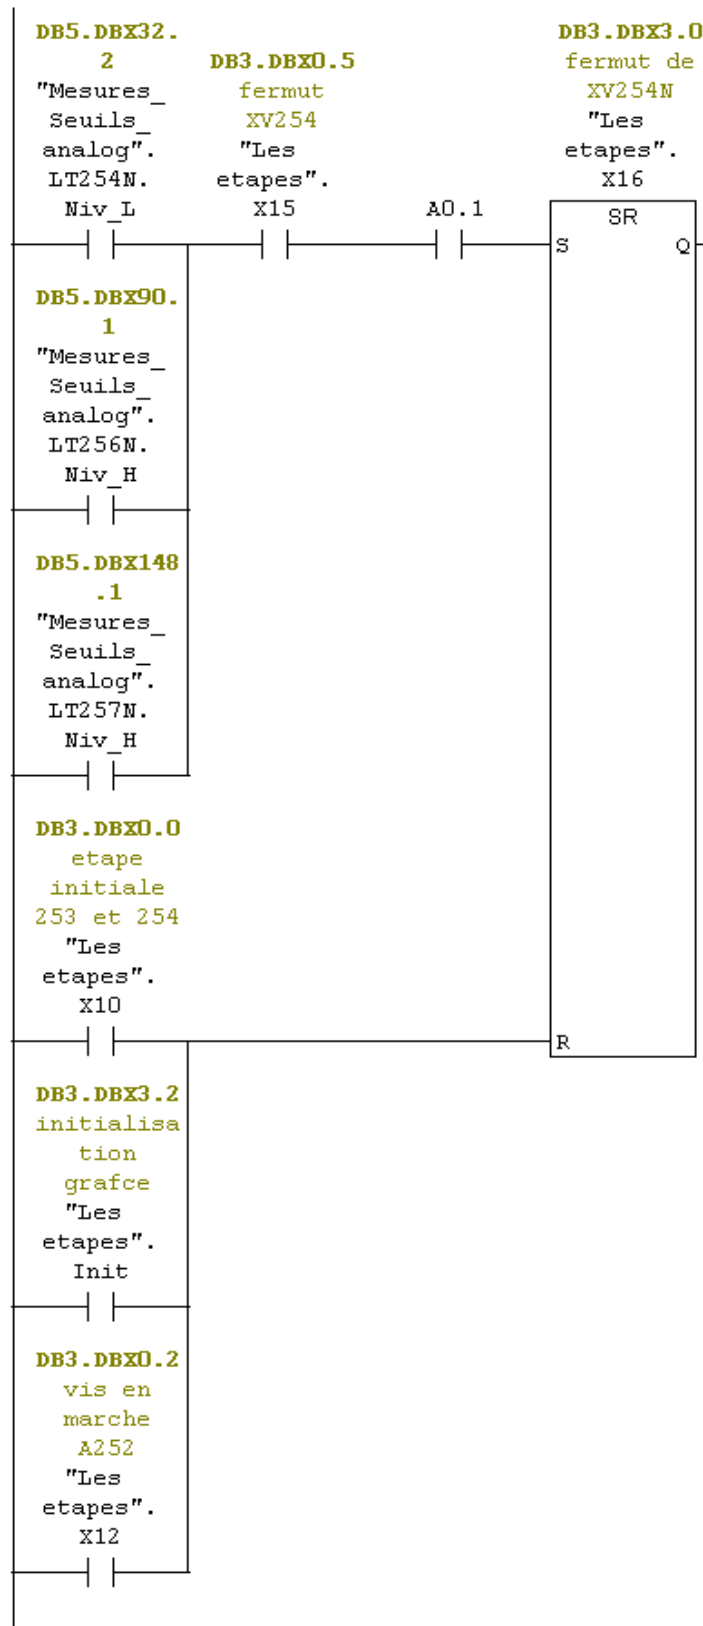 DB5.DBX32.
2
"Mesures_
Seuils_
analog".
LT254N.
Niv_L
DB3.DBX0.5
fermut
XV254
"Les
etapes".
X15
A0.1
DB3.DBX3.0
fermut de
XV254N
"Les
etapes".
X16
SR
S
Q
DB5.DBX90.
1
"Mesures_
Seuils_
analog".
LT256N.
Niv_H
DB5.DBX148
.1
"Mesures_
Seuils_
analog".
LT257N.
Niv_H
DB3.DBX0.0
etape
initiale
253 et 254
"Les
etapes".
X10
R
DB3.DBX3.2
initialisa
tion
grafce
"Les
etapes".
Init
DB3.DBX0.2
vis en
marche
A252
"Les
etapes".
X12